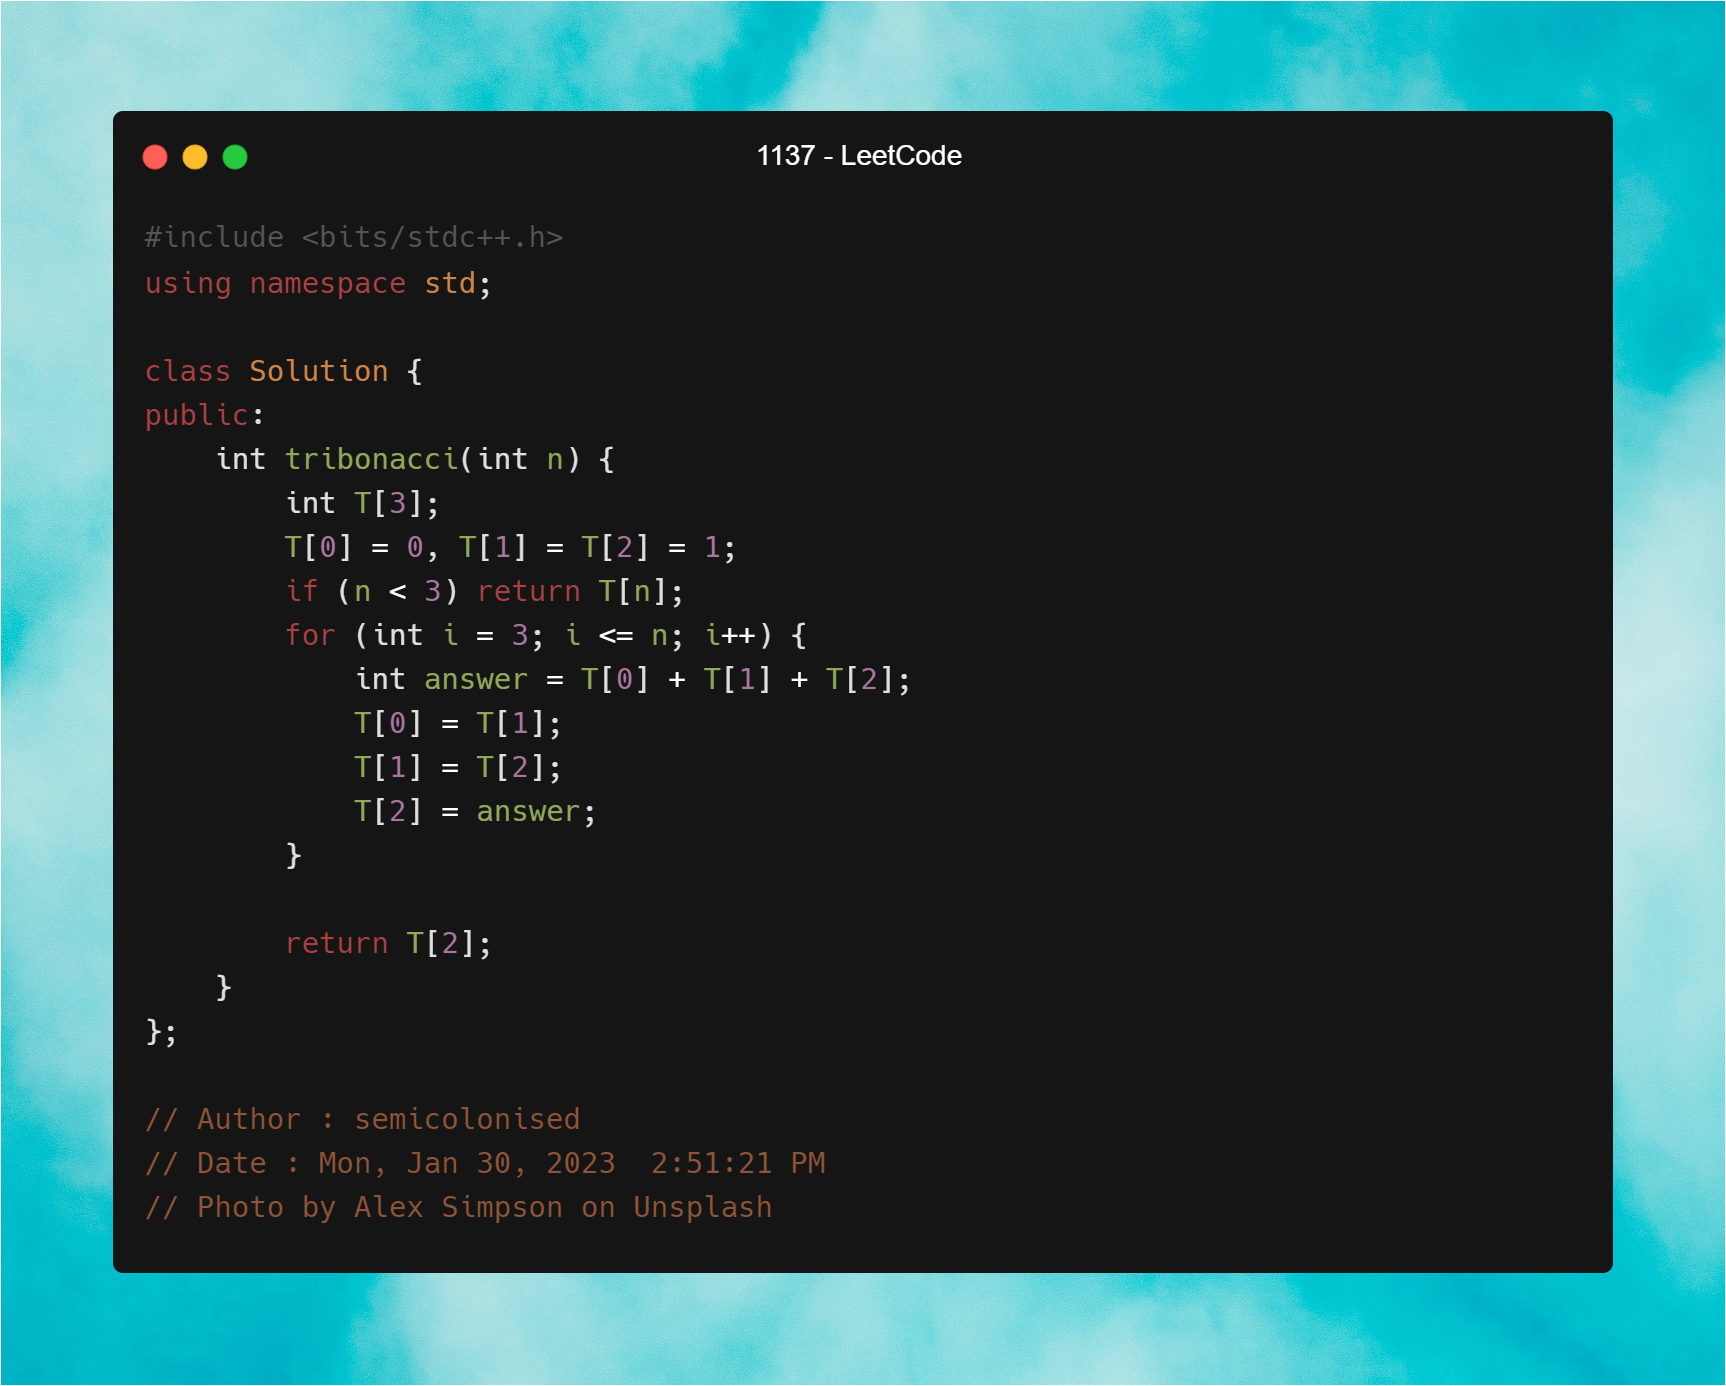 1137 - LeetCode
#include <bits/stdc++.h>
using namespace std;
class Solution {
public:
    int tribonacci(int n) {
        int T[3];
        T[0] = 0, T[1] = T[2] = 1;
        if (n < 3) return T[n];
        for (int i = 3; i <= n; i++) {
            int answer = T[0] + T[1] + T[2];
            T[0] = T[1];
            T[1] = T[2];
            T[2] = answer;
        }
        return T[2];
    }
};
// Author : semicolonised
// Date : Mon, Jan 30, 2023  2:51:21 PM
// Photo by Alex Simpson on Unsplash